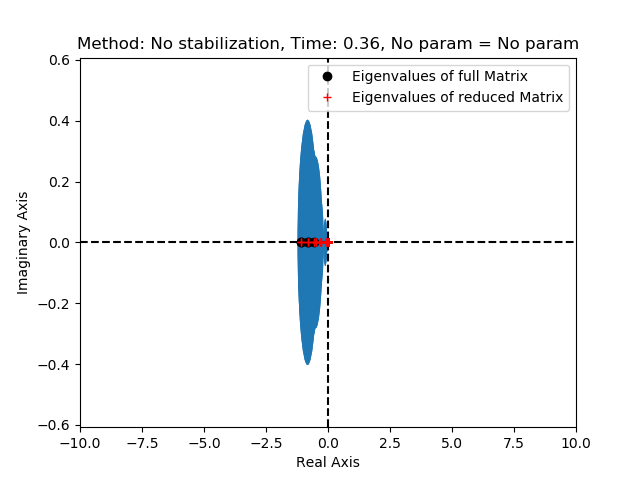 Method: No stabilization, Time: 0.36, No param = No param
Eigenvalues of full Matrix
Eigenvalues of reduced Matrix
0.6
0.4
0.2
0.0
−0.2
−0.4
−0.6
Imaginary Axis
−10.0 −7.5 −5.0 −2.5 0.0 2.5 5.0 7.5 10.0
Real Axis